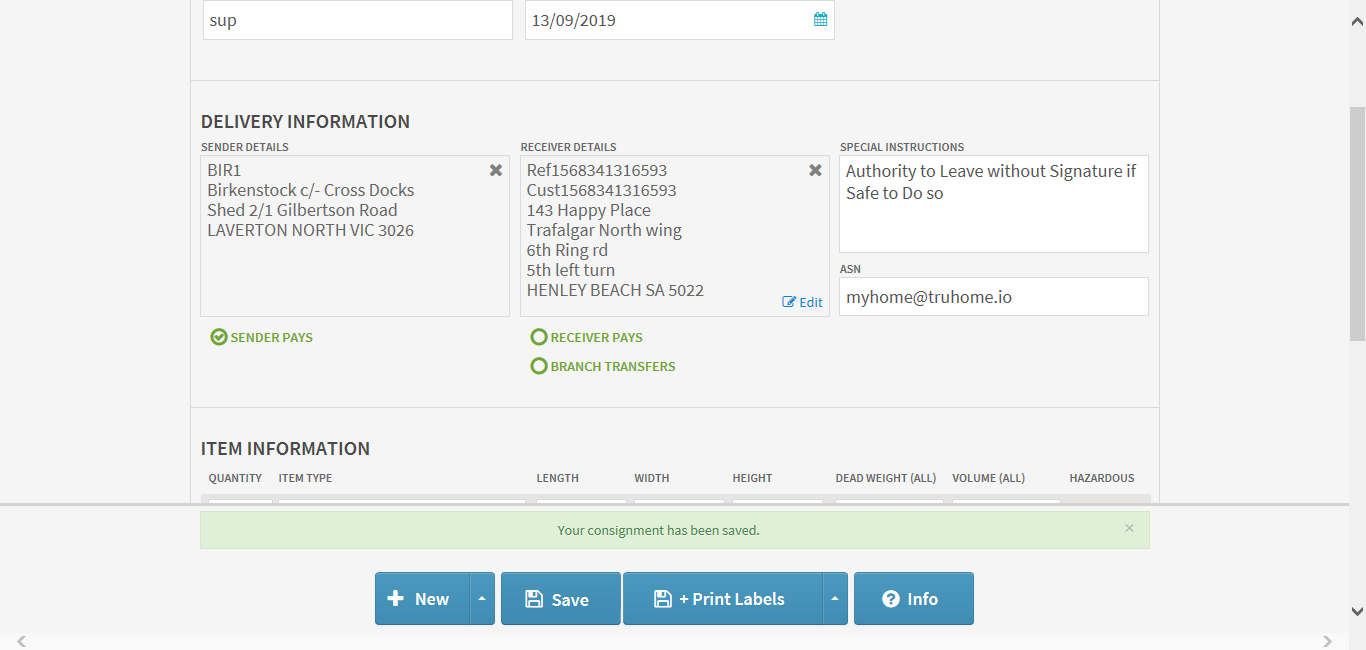 sup
13/09/2019
DELIVERY INFORMATION
SENDER DETAILS
BIR1
Birkenstock c/- Cross Docks
Shed 2/1 Gilbertson Road
LAVERTON NORTH VIC 3026
SENDER PAYS
RECEIVER DETAILS
Ref1568341316593
Cust1568341316593
143 Happy Place
Trafalgar North wing
6th Ring rd
5th left turn
HENLEY BEACH SA 5022
Edit
RECEIVER PAYS
BRANCH TRANSFERS
SPECIAL INSTRUCTIONS
Authority to Leave without Signature if
Safe to Do so
ASN
myhome@truhome.io
ITEM INFORMATION
QUANTITY ITEM TYPE LENGTH WIDTH HEIGHT DEAD WEIGHT (ALL) VOLUME (ALL) HAZARDOUS
Your consignment has been saved.
New
Save
+ Print Labels
Info